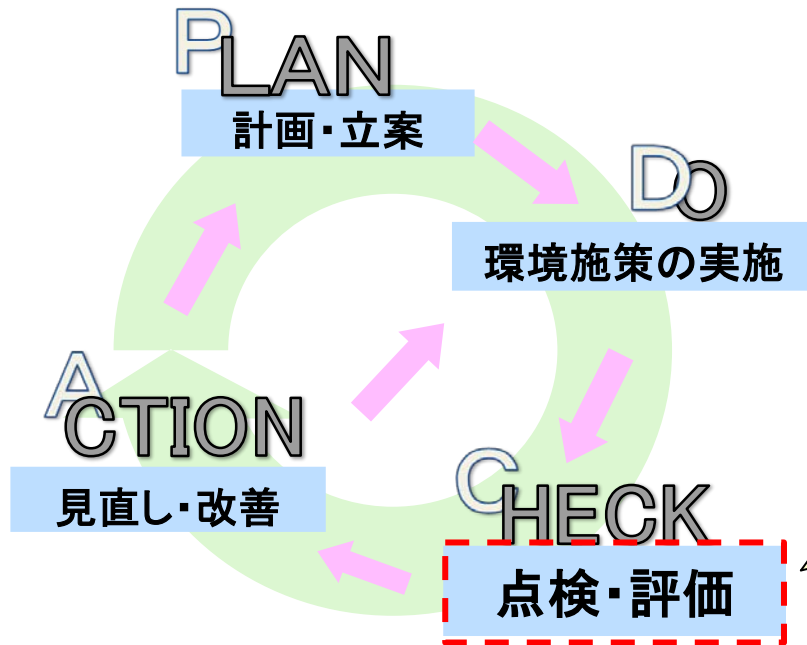 PLAN
計画・立案
DO
環境施策の実施
CHECK
点検・評価
ACTION
見直し・改善